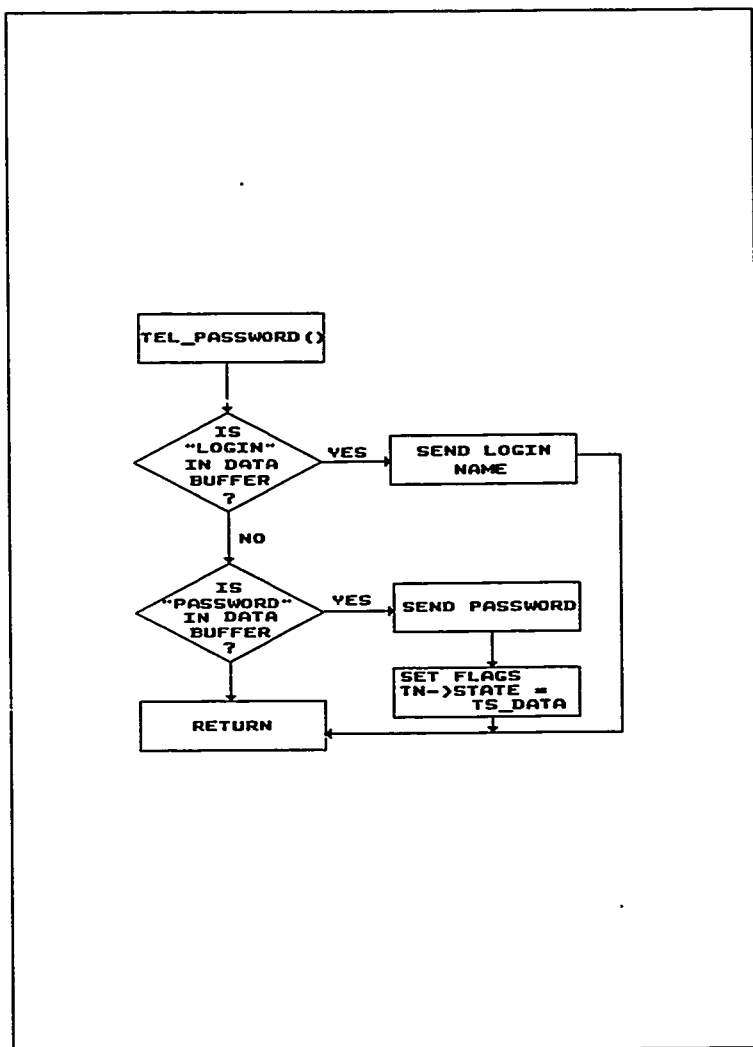 TEL_PASSWORD()
IS
"LOGIN"
IN DATA
BUFFER
?
YES
SEND LOGIN
NAME
NO
IS
"PASSWORD"
IN DATA
BUFFER
?
YES
SEND PASSWORD
SET FLAGS
TN->STATE =
TS_DATA
RETURN